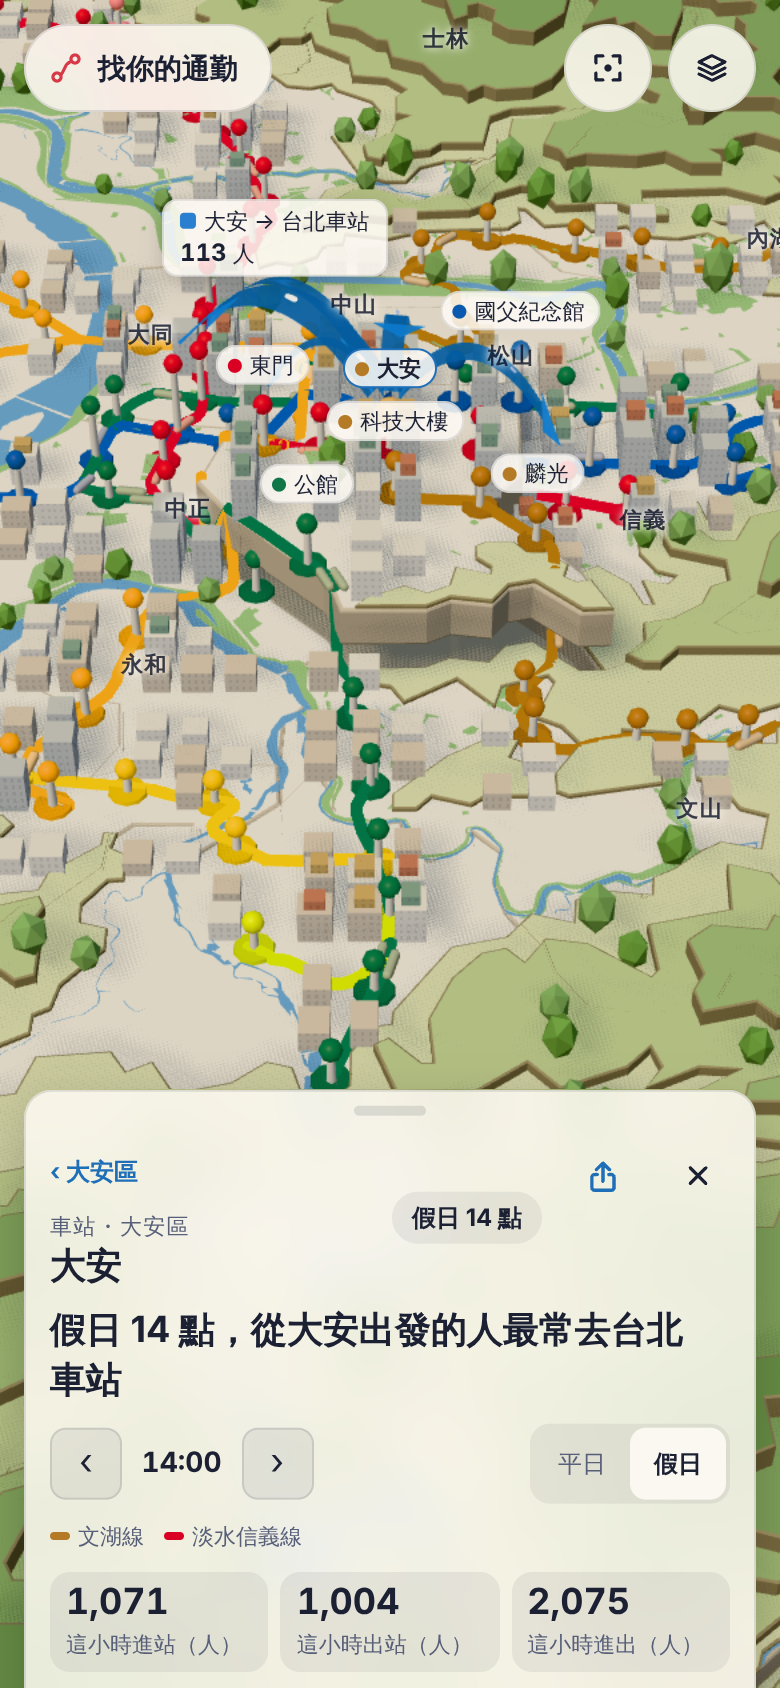 士林
找你的通勤
大安 → 台北車站
113 人
內湖
中山
國父紀念館
大同
松山
東門
大安
科技大樓
公館
麟光
中正
信義
永和
文山
‹ 大安區
車站・大安區
假日 14 點
大安
假日 14 點，從大安出發的人最常去台北
車站
‹ 14:00 ›
平日 假日
文湖線 淡水信義線
1,071 1,004 2,075
這小時進站（人） 這小時出站（人） 這小時進出（人）